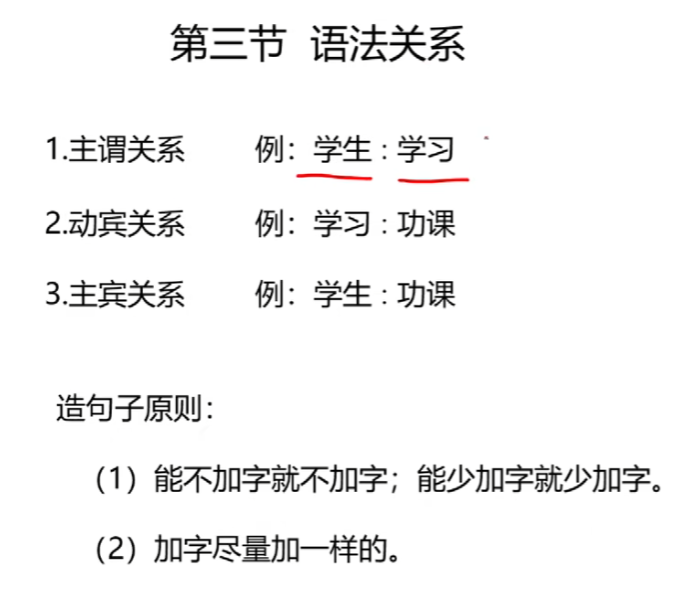 第三节 语法关系
1.主谓关系 例：学生：学习
2.动宾关系 例：学习：功课
3.主宾关系 例：学生：功课
造句子原则：
（1）能不加字就不加字；能少加字就少加字。
（2）加字尽量加一样的。